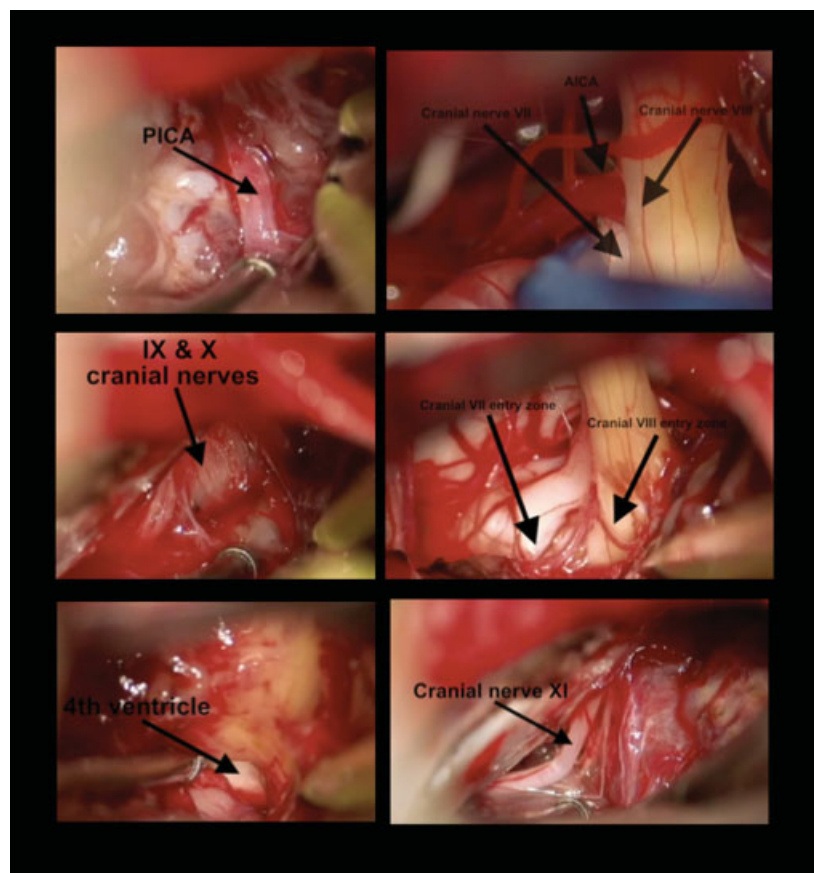 PICA
AICA
Cranial nerve VII
Cranial nerve VIII
IX & X
cranial nerves
Cranial VII entry zone
Cranial VIII entry zone
4th ventricle
Cranial nerve XI